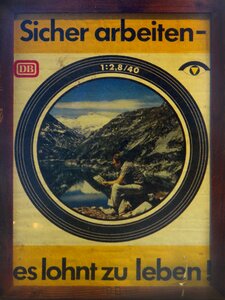 Sicher arbeiten-
DB
1:2,8/40
es lohnt zu leben!